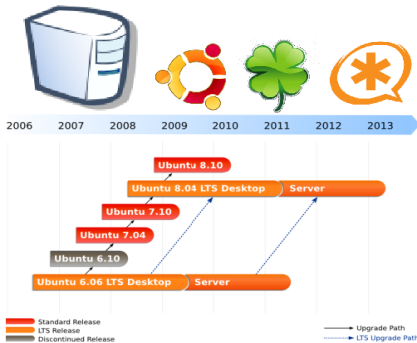 2006 2007 2008 2009 2010 2011 2012 2013
Ubuntu 8.10
Ubuntu 8.04 LTS Desktop Server
Ubuntu 7.10
Ubuntu 7.04
Ubuntu 6.10
Ubuntu 6.06 LTS Desktop Server
Standard Release
LTS Release
Discontinued Release
Upgrade Path
LTS Upgrade Path